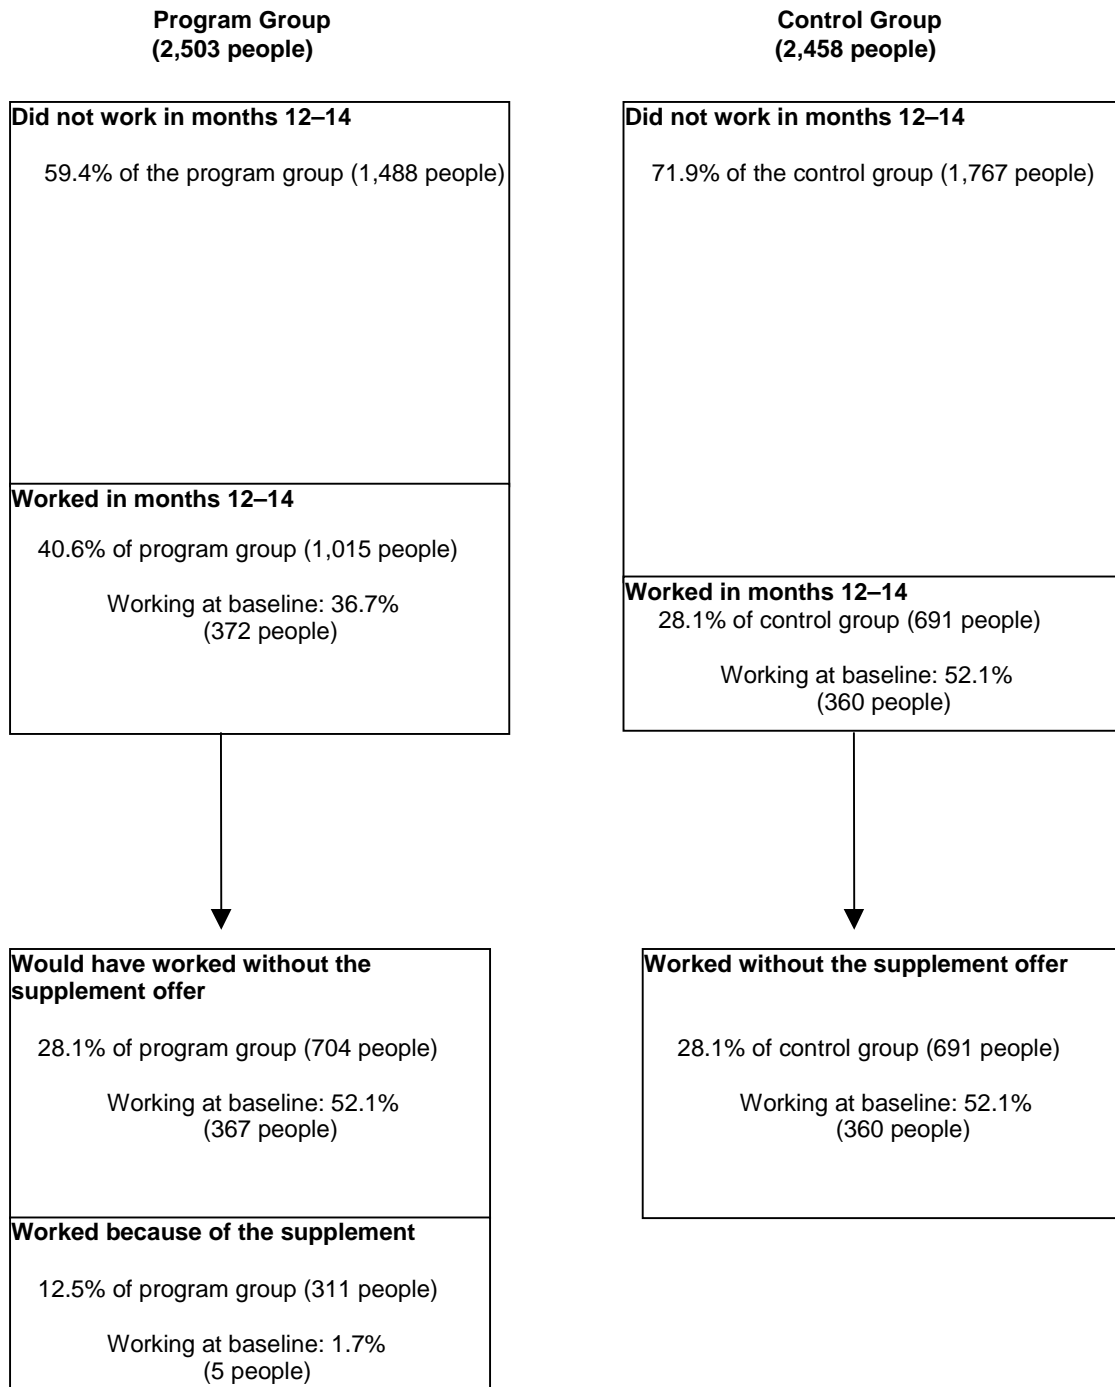 Program Group
(2,503 people)
Control Group
(2,458 people)
Did not work in months 12–14
59.4% of the program group (1,488 people)
Did not work in months 12–14
71.9% of the control group (1,767 people)
Worked in months 12–14
40.6% of program group (1,015 people)
Working at baseline: 36.7%
(372 people)
Worked in months 12–14
28.1% of control group (691 people)
Working at baseline: 52.1%
(360 people)
Would have worked without the
supplement offer
28.1% of program group (704 people)
Working at baseline: 52.1%
(367 people)
Worked without the supplement offer
28.1% of control group (691 people)
Working at baseline: 52.1%
(360 people)
Worked because of the supplement
12.5% of program group (311 people)
Working at baseline: 1.7%
(5 people)